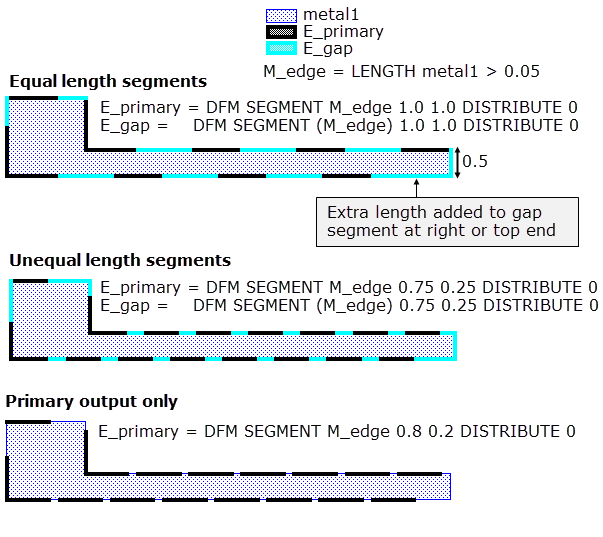 metal1
E_primary
E_gap
M_edge = LENGTH metal1 > 0.05
Equal length segments
E_primary = DFM SEGMENT M_edge 1.0 1.0 DISTRIBUTE 0
E_gap = DFM SEGMENT (M_edge) 1.0 1.0 DISTRIBUTE 0
0.5
Extra length added to gap
segment at right or top end
Unequal length segments
E_primary = DFM SEGMENT M_edge 0.75 0.25 DISTRIBUTE 0
E_gap = DFM SEGMENT (M_edge) 0.75 0.25 DISTRIBUTE 0
Primary output only
E_primary = DFM SEGMENT M_edge 0.8 0.2 DISTRIBUTE 0